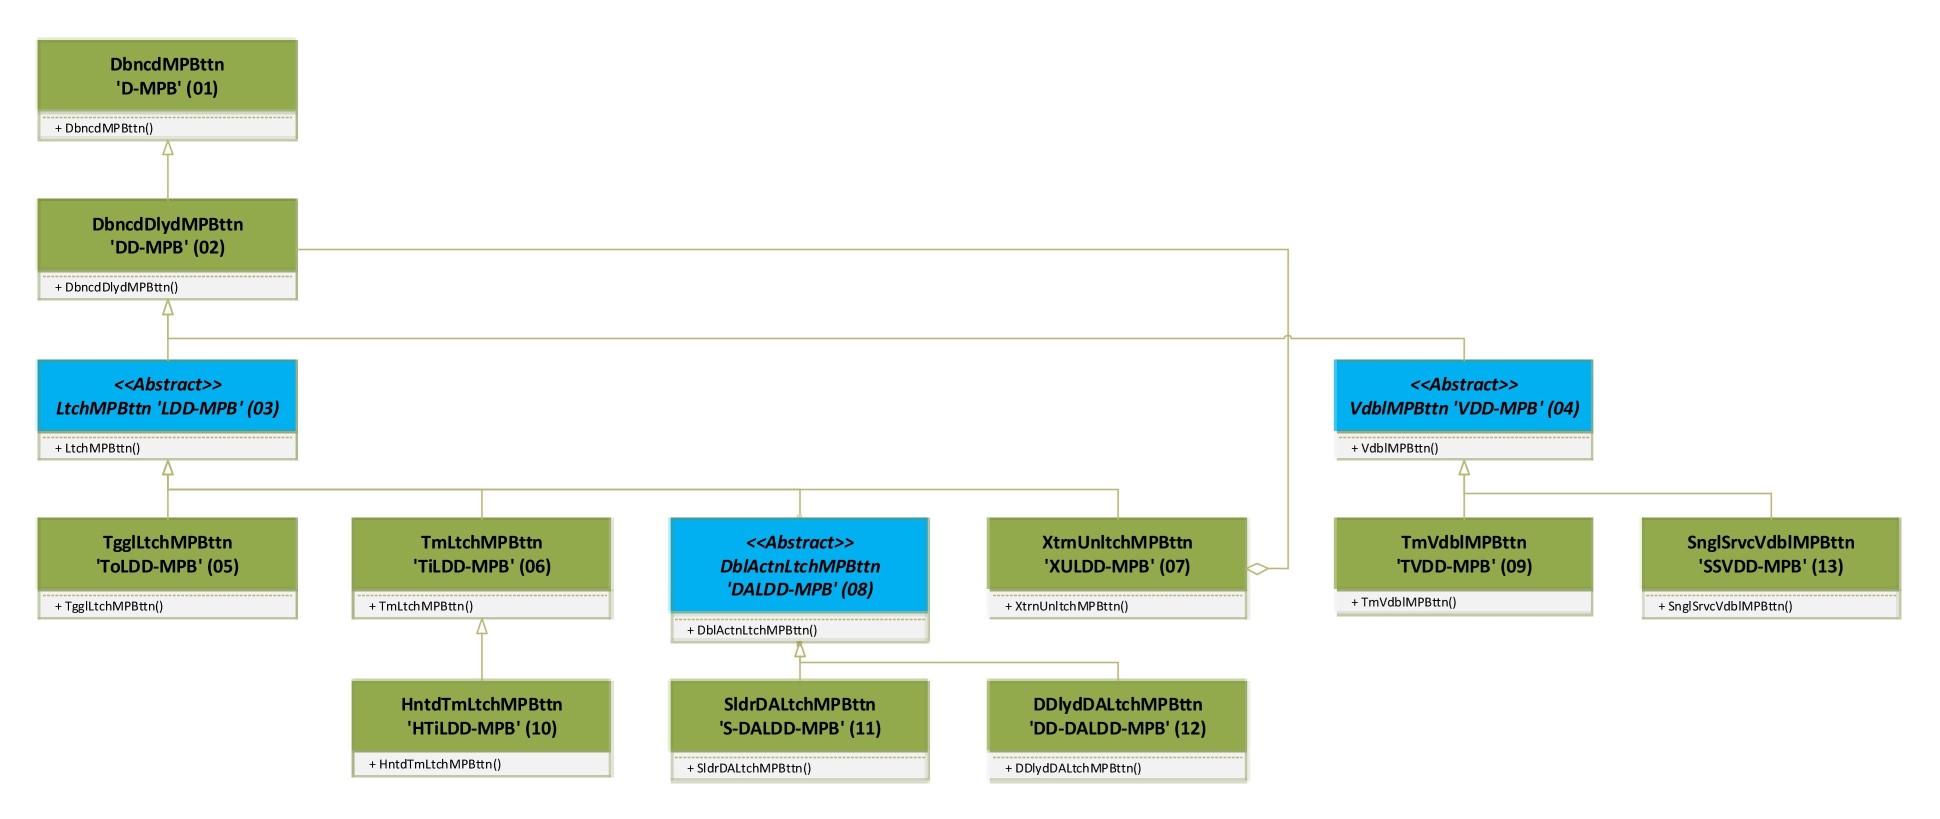 DbncdMPBttn
'D-MPB' (01)
+ DbncdMPBttn()
DbncdDlydMPBttn
'DD-MPB' (02)
+ DbncdDlydMPBttn()
<<Abstract>>
LtchMPBttn 'LDD-MPB' (03)
+ LtchMPBttn()
<<Abstract>>
VdblMPBttn 'VDD-MPB' (04)
+ VdblMPBttn()
TgglLtchMPBttn
'ToLDD-MPB' (05)
+ TgglLtchMPBttn()
TmLtchMPBttn
'TiLDD-MPB' (06)
+ TmLtchMPBttn()
<<Abstract>>
DblActnLtchMPBttn
'DALDD-MPB' (08)
+ DblActnLtchMPBttn()
XtrnUnltchMPBttn
'XULDD-MPB' (07)
+ XtrnUnltchMPBttn()
TmVdblMPBttn
'TVDD-MPB' (09)
+ TmVdblMPBttn()
SnglSrvcVdblMPBttn
'SSVDD-MPB' (13)
+ SnglSrvcVdblMPBttn()
HntdTmLtchMPBttn
'HTiLDD-MPB' (10)
+ HntdTmLtchMPBttn()
SldrDALtchMPBttn
'S-DALDD-MPB' (11)
+ SldrDALtchMPBttn()
DDlydDALtchMPBttn
'DD-DALDD-MPB' (12)
+ DDlydDALtchMPBttn()